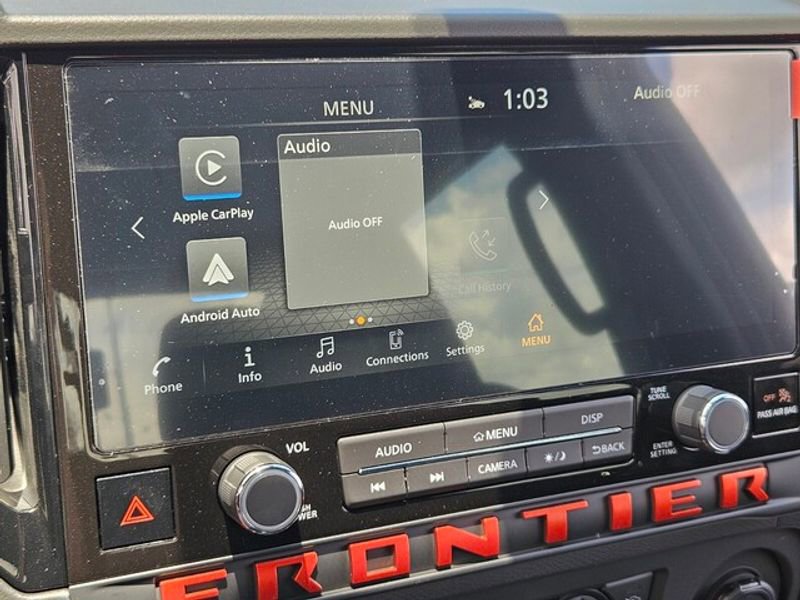 MENU
1:03
Audio OFF
Apple CarPlay
Android Auto
Audio
Audio OFF
Call History
Phone
Info
Audio
Connections
Settings
MENU
VOL
AUDIO
MENU
DISP
CAMERA
BACK
TUNE
SCROLL
ENTER
SETTING
OFF
PASS AIR BAG
FRONTIER